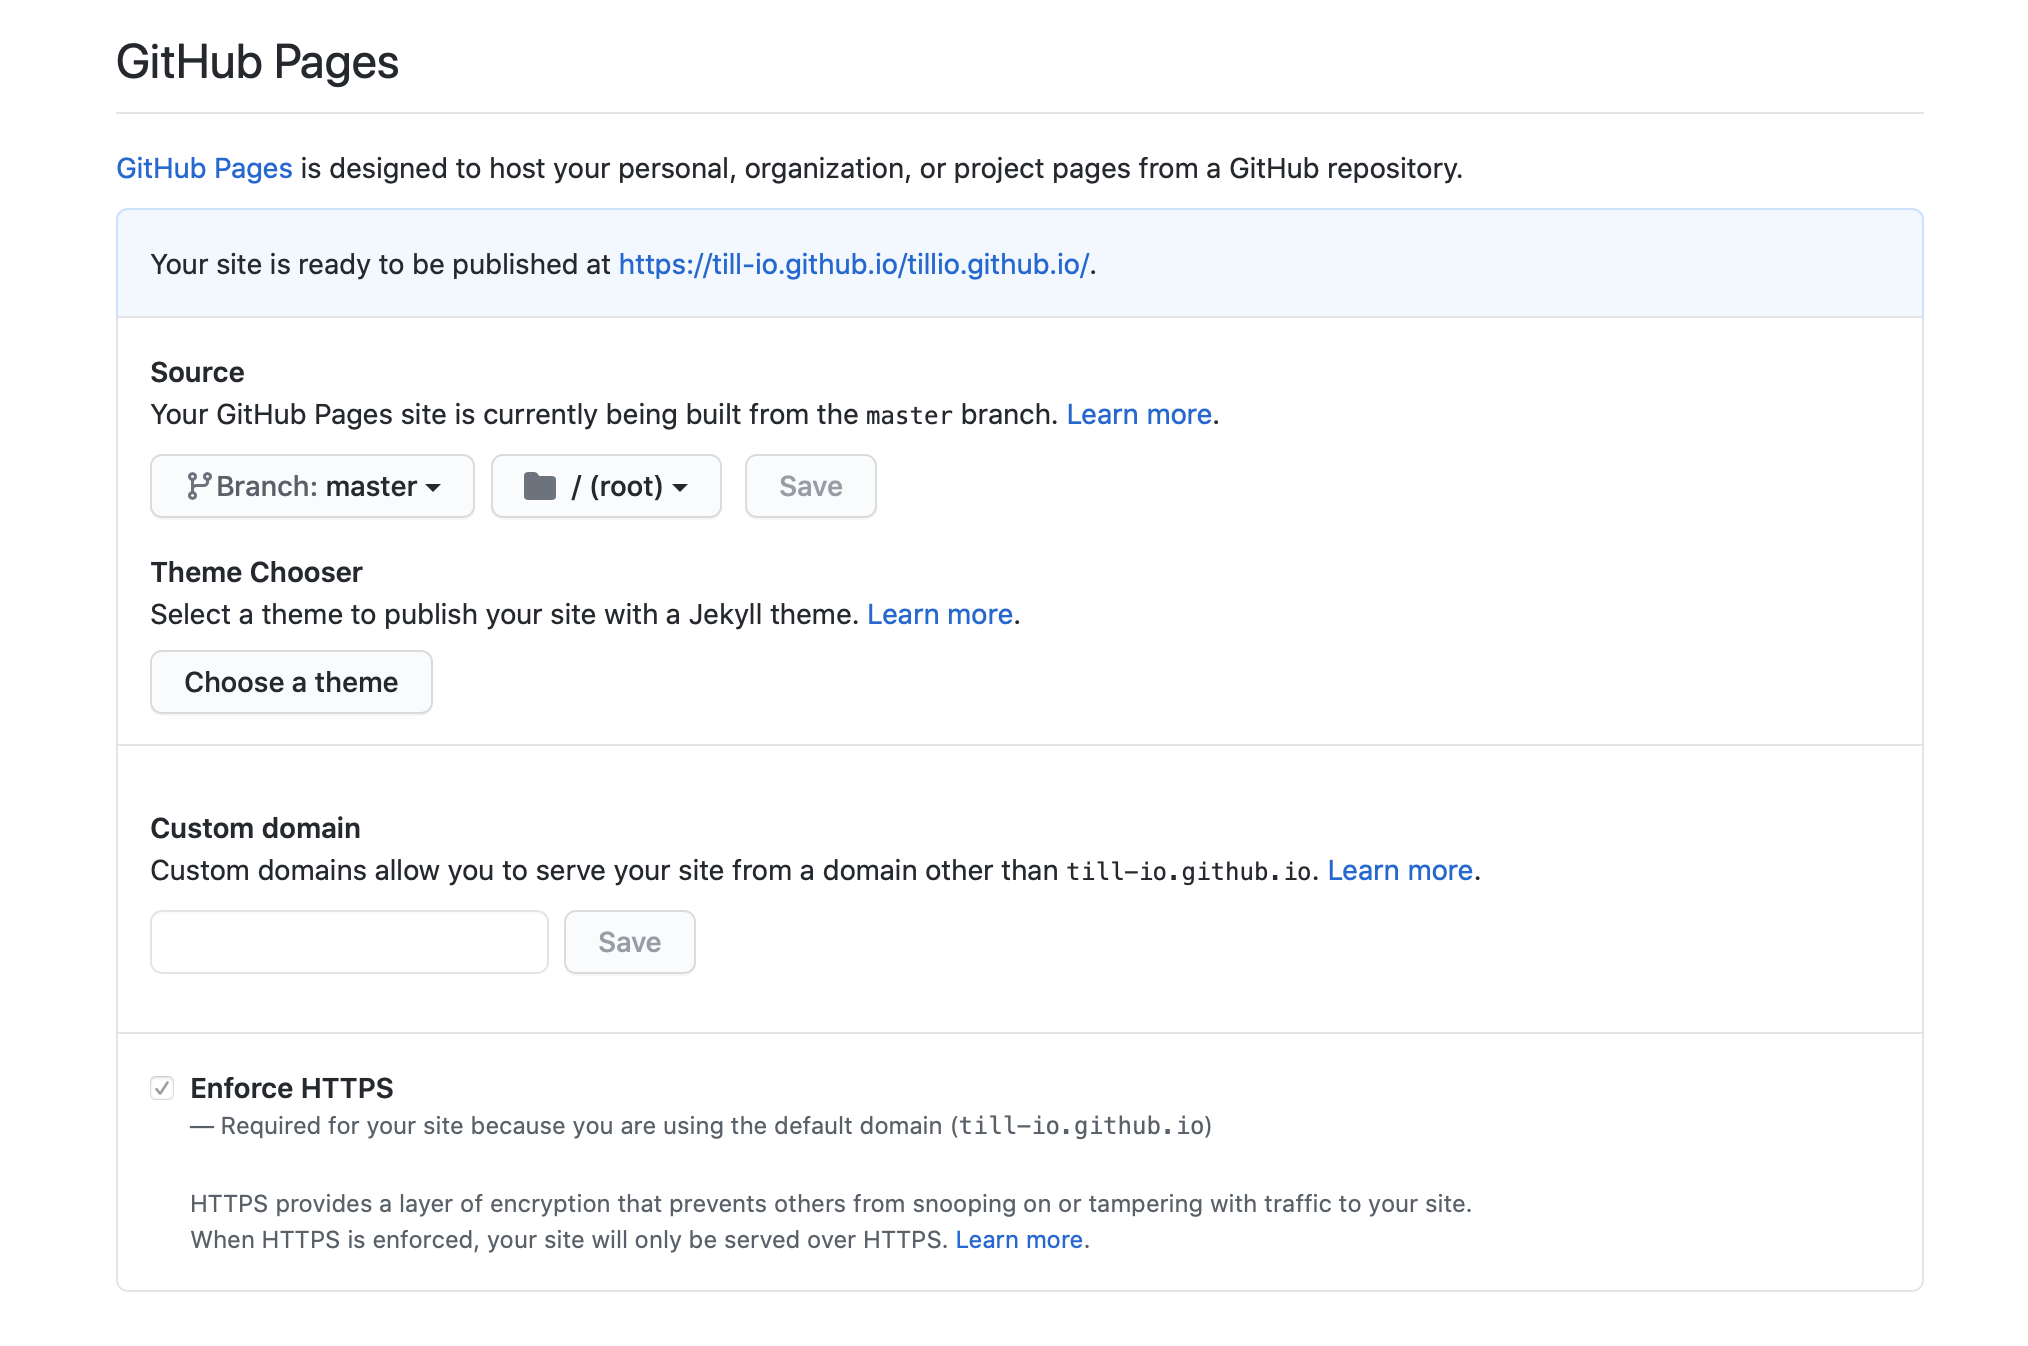 GitHub Pages
GitHub Pages is designed to host your personal, organization, or project pages from a GitHub repository.
Your site is ready to be published at https://till-io.github.io/tillio.github.io/.
Source
Your GitHub Pages site is currently being built from the master branch. Learn more.
Branch: master / (root) Save
Theme Chooser
Select a theme to publish your site with a Jekyll theme. Learn more.
Choose a theme
Custom domain
Custom domains allow you to serve your site from a domain other than till-io.github.io. Learn more.
Save
Enforce HTTPS
— Required for your site because you are using the default domain (till-io.github.io)
HTTPS provides a layer of encryption that prevents others from snooping on or tampering with traffic to your site.
When HTTPS is enforced, your site will only be served over HTTPS. Learn more.